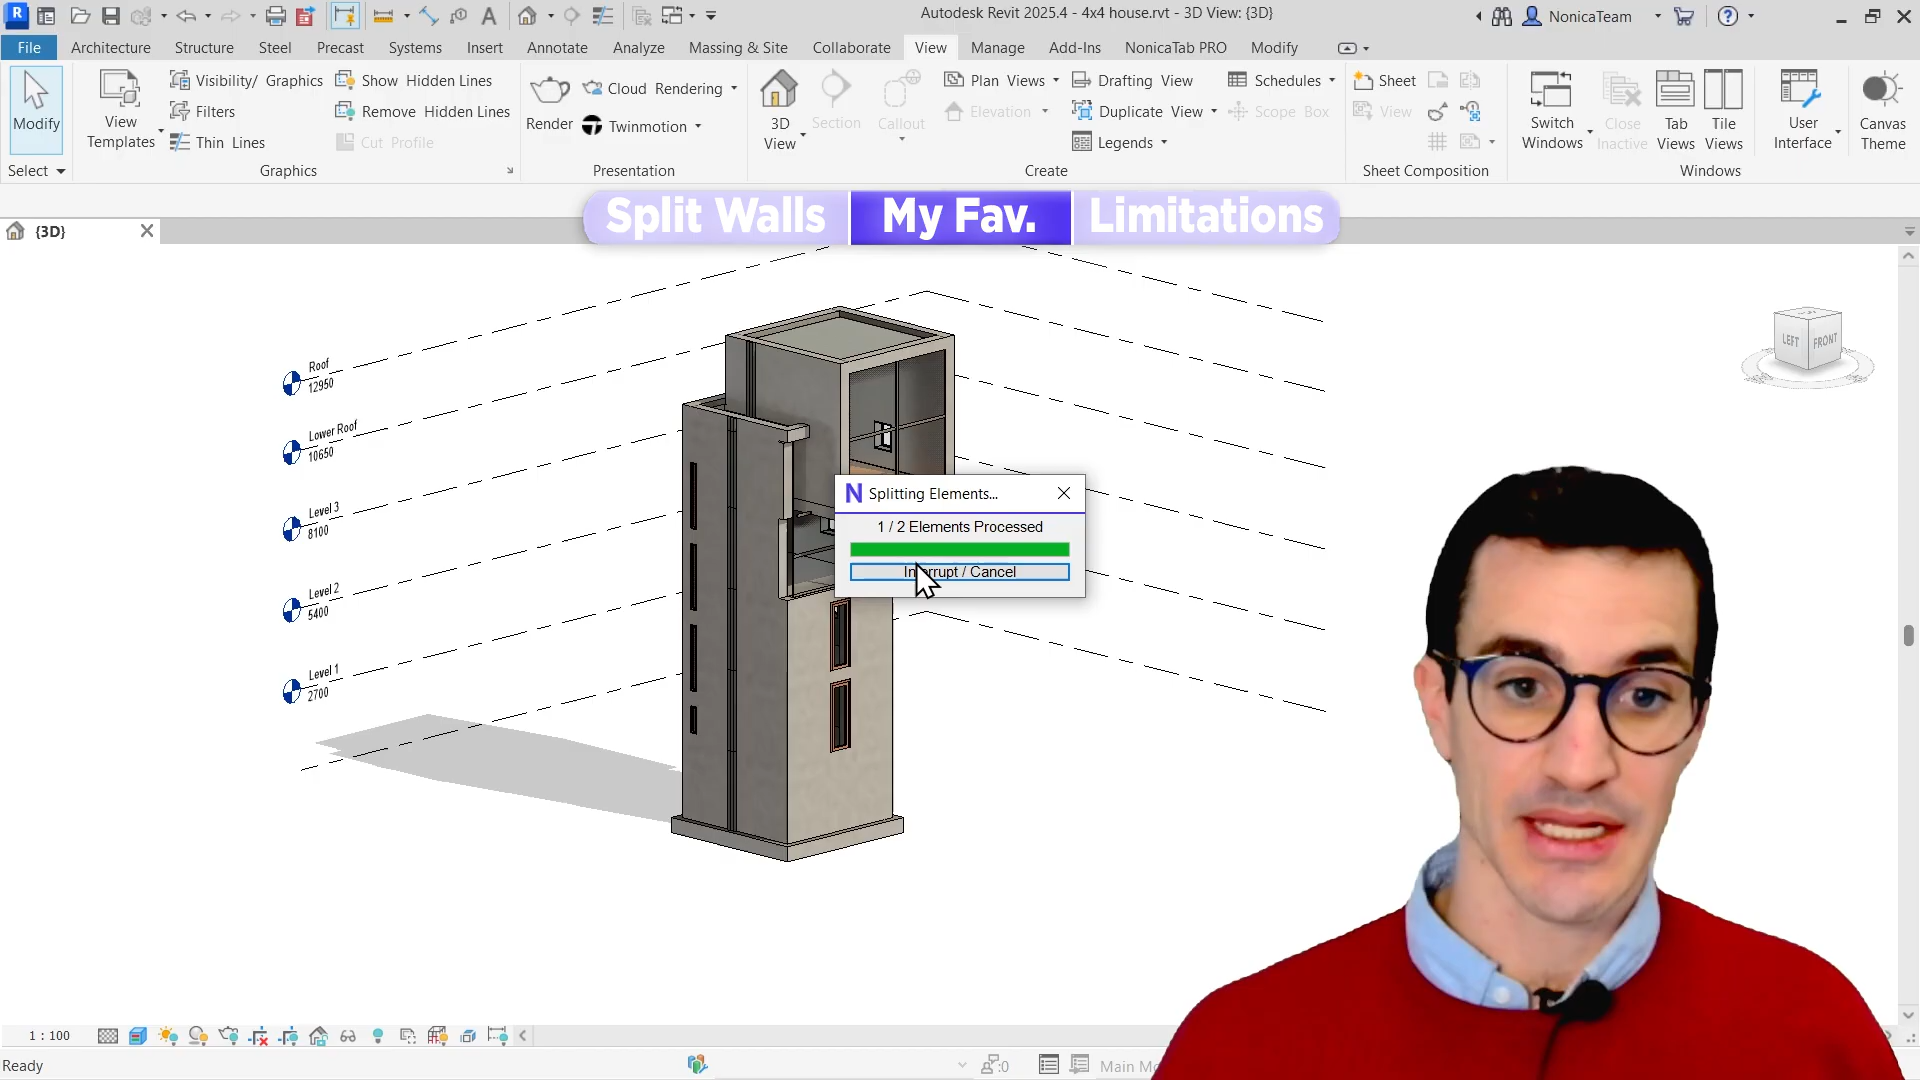 Autodesk Revit 2025.4 - 4x4 house.rvt - 3D View: {3D}
NonicaTeam
File Architecture Structure Steel Precast Systems Insert Annotate Analyze Massing & Site Collaborate View Manage Add-Ins NonicaTab PRO Modify
Modify
Select
View Templates
Visibility/ Graphics
Filters
Thin Lines
Show Hidden Lines
Remove Hidden Lines
Cut Profile
Graphics
Render
Cloud Rendering
Twinmotion
Presentation
3D View
Section
Callout
Plan Views
Elevation
Drafting View
Duplicate View
Legends
Schedules
Scope Box
Create
Sheet
View
Sheet Composition
Switch Windows
Close Inactive
Tab Views
Tile Views
User Interface
Windows
Canvas Theme
Split Walls
My Fav.
Limitations
{3D}
Roof
12950
Lower Roof
10650
Level 3
8100
Level 2
5400
Level 1
2700
LEFT
FRONT
N Splitting Elements...
1 / 2 Elements Processed
Interrupt / Cancel
1 : 100
Ready
:0